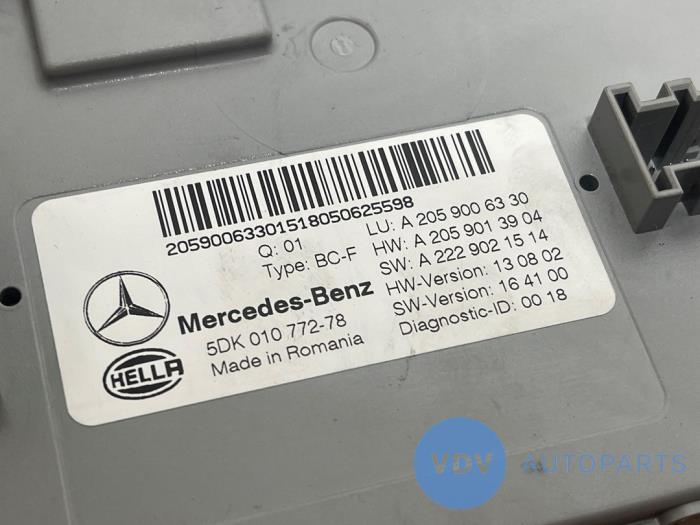 20590063301518050625598
Q: 01
Type: BC-F
LU: A 205 900 63 30
HW: A 205 901 39 04
SW: A 222 902 15 14
HW-Version: 13 08 02
SW-Version: 16 41 00
Diagnostic-ID: 00 18
Mercedes-Benz
5DK 010 772-78
Made in Romania
HELLA
VDV AUTOPARTS